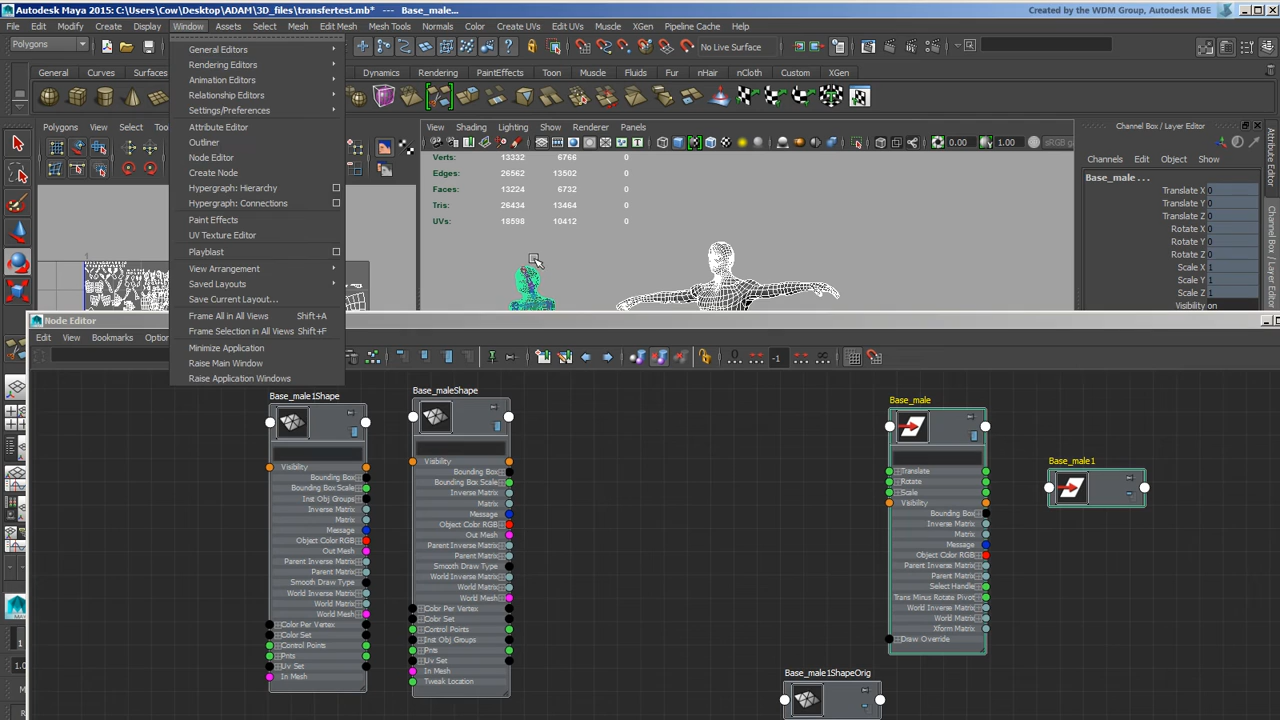 Autodesk Maya 2015: C:\Users\Cow\Desktop\ADAM\3D_files\transfertest.mb* --- Base_male...
Created by the WDM Group, Autodesk M&E
File Edit Modify Create Display Window Assets Select Mesh Edit Mesh Mesh Tools Normals Color Create UVs Edit UVs Muscle XGen Pipeline Cache Help
Polygons
No Live Surface
General Curves Surfaces Dynamics Rendering PaintEffects Toon Muscle Fluids Fur nHair nCloth Custom XGen
General Editors
Rendering Editors
Animation Editors
Relationship Editors
Settings/Preferences
Attribute Editor
Outliner
Node Editor
Create Node
Hypergraph: Hierarchy
Hypergraph: Connections
Paint Effects
UV Texture Editor
Playblast
View Arrangement
Saved Layouts
Save Current Layout...
Frame All in All Views Shift+A
Frame Selection in All Views Shift+F
Minimize Application
Raise Main Window
Raise Application Windows
Polygons View Select
View Shading Lighting Show Renderer Panels
0.00 1.00
Verts: 13332 6766 0
Edges: 26562 13502 0
Faces: 13224 6732 0
Tris: 26434 13464 0
UVs: 18598 10412 0
Channel Box / Layer Editor
Channels Edit Object Show
Base_male ...
Translate X 0
Translate Y 0
Translate Z 0
Rotate X 0
Rotate Y 0
Rotate Z 0
Scale X 1
Scale Y 1
Scale Z 1
Visibility on
Attribute Editor
Channel Box / Layer Editor
Node Editor
Edit View Bookmarks
-1
Base_male1Shape
Visibility
Bounding Box
Bounding Box Scale
Inst Obj Groups
Inverse Matrix
Matrix
Message
Object Color RGB
Out Mesh
Parent Inverse Matrix
Parent Matrix
Smooth Draw Type
World Inverse Matrix
World Matrix
World Mesh
Color Per Vertex
Color Set
Control Points
Pnts
Uv Set
In Mesh
Base_maleShape
Visibility
Bounding Box
Bounding Box Scale
Inverse Matrix
Matrix
Message
Object Color RGB
Out Mesh
Parent Inverse Matrix
Parent Matrix
Smooth Draw Type
World Inverse Matrix
World Matrix
World Mesh
Color Per Vertex
Color Set
Control Points
Inst Obj Groups
Pnts
Uv Set
In Mesh
Tweak Location
Base_male
Translate
Rotate
Scale
Visibility
Bounding Box
Inverse Matrix
Matrix
Message
Object Color RGB
Parent Inverse Matrix
Parent Matrix
Select Handle
Trans Minus Rotate Pivot
World Inverse Matrix
World Matrix
Xform Matrix
Draw Override
Base_male1
Base_male1ShapeOrig